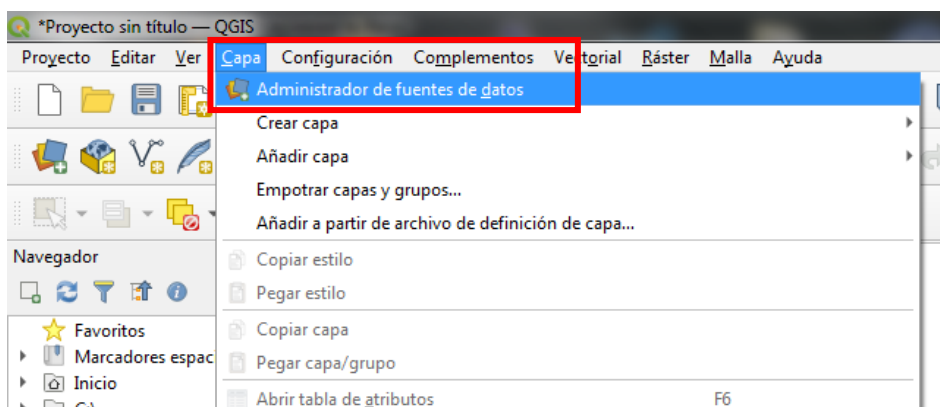 *Proyecto sin título — QGIS
Proyecto Editar Ver Capa Configuración Complementos Vectorial Ráster Malla Ayuda
Administrador de fuentes de datos
Crear capa
Añadir capa
Empotrar capas y grupos...
Añadir a partir de archivo de definición de capa...
Navegador
Copiar estilo
Pegar estilo
Favoritos
Copiar capa
Marcadores espac
Pegar capa/grupo
Inicio
Abrir tabla de atributos F6